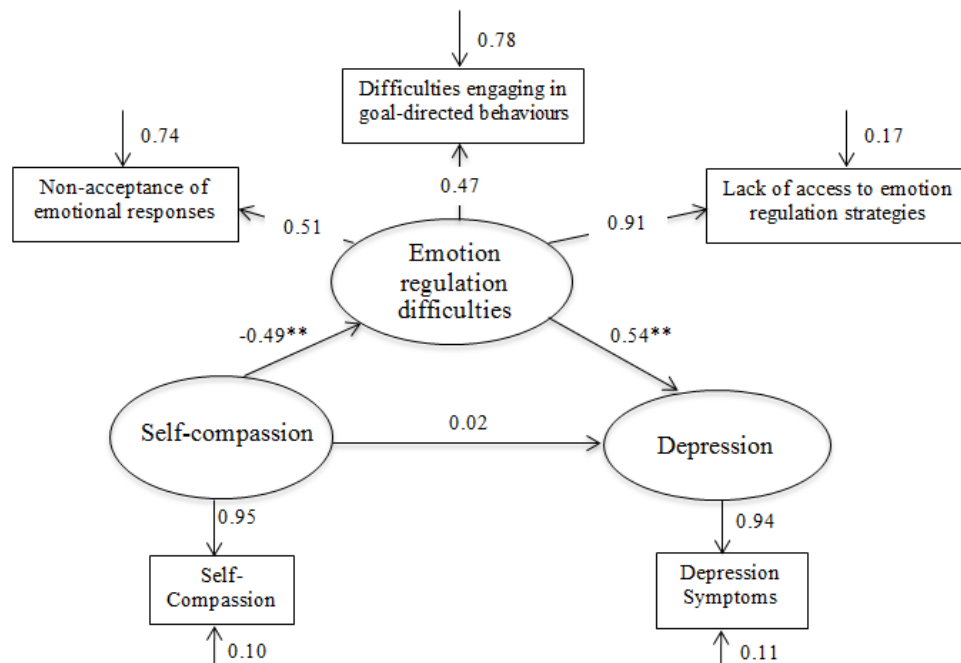 0.78
Difficulties engaging in
goal-directed behaviours
0.74
0.17
Non-acceptance of
emotional responses
0.47
Lack of access to emotion
regulation strategies
0.51
0.91
Emotion
regulation
difficulties
-0.49**
0.54**
Self-compassion
0.02
Depression
0.95
0.94
Self-
Compassion
Depression
Symptoms
0.10
0.11